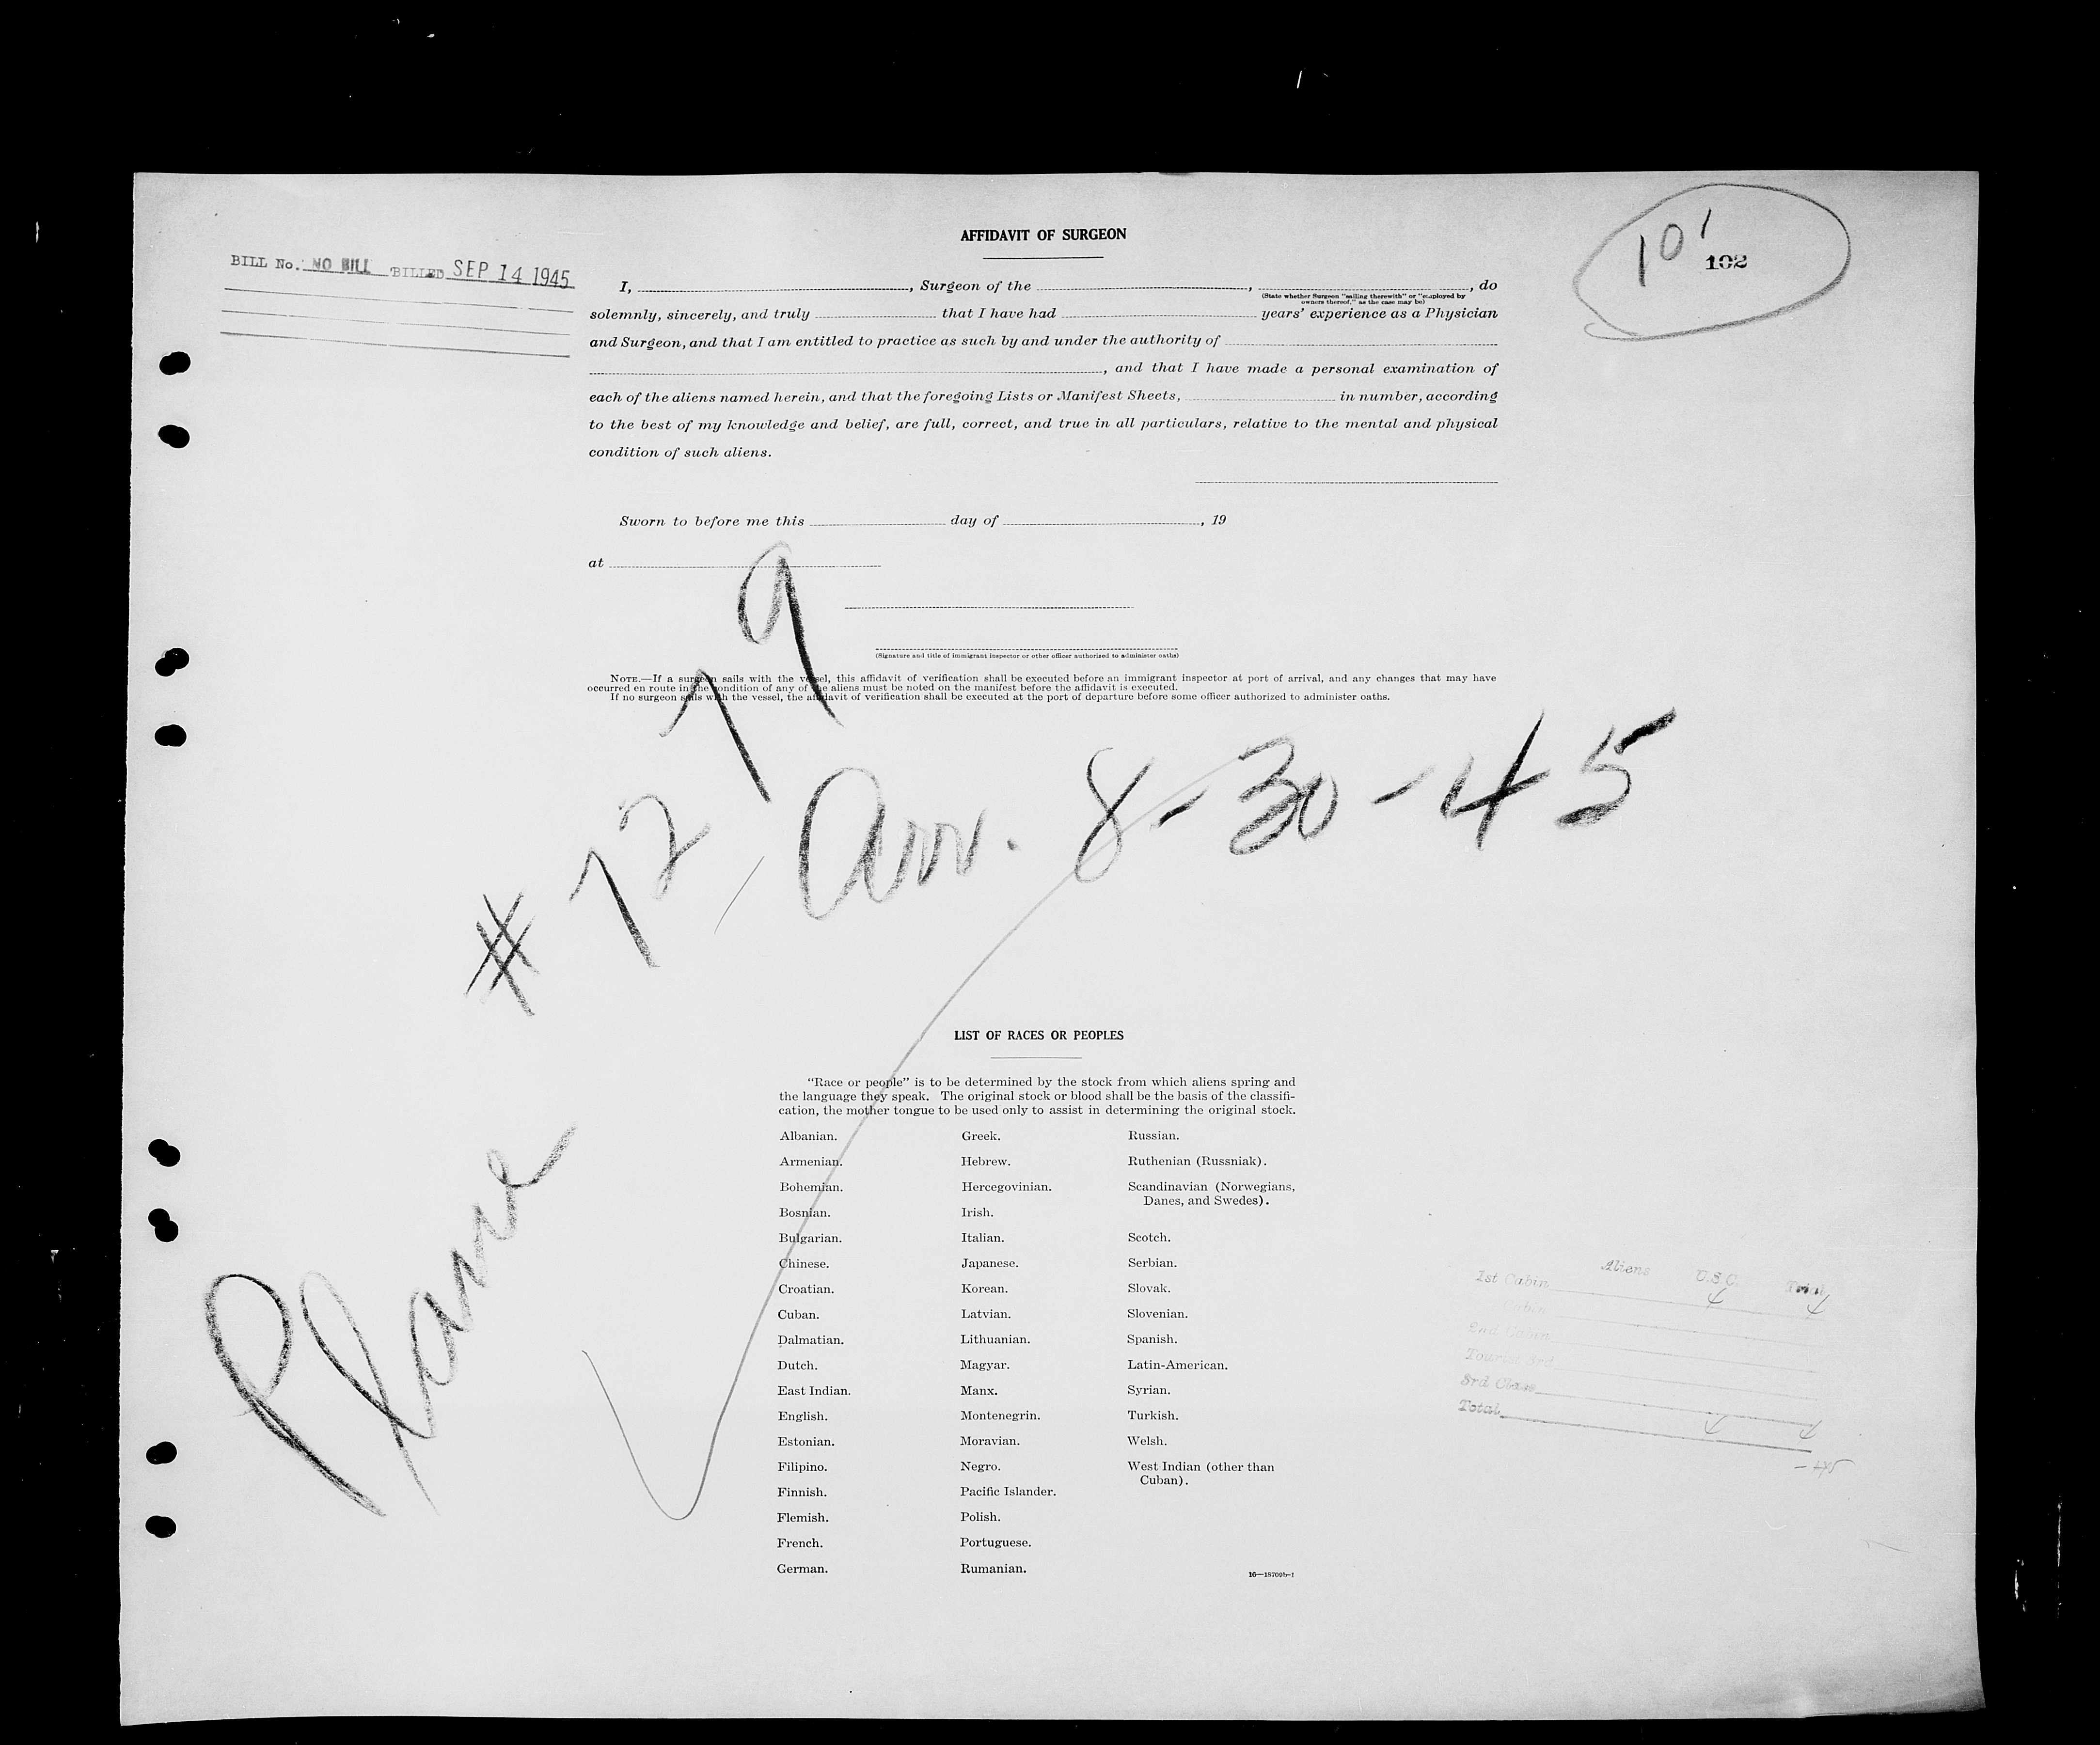 AFFIDAVIT OF SURGEON
BILL No. NO BILL BILLED SEP 14 1945
10'
102
I, , Surgeon of the , , do
(State whether Surgeon "sailing therewith" or "employed by
owners thereof," as the case may be)
solemnly, sincerely, and truly that I have had years' experience as a Physician
and Surgeon, and that I am entitled to practice as such by and under the authority of
, and that I have made a personal examination of
each of the aliens named herein, and that the foregoing Lists or Manifest Sheets, in number, according
to the best of my knowledge and belief, are full, correct, and true in all particulars, relative to the mental and physical
condition of such aliens.
Sworn to before me this day of , 19
at
(Signature and title of immigrant inspector or other officer authorized to administer oaths)
NOTE.—If a surgeon sails with the vessel, this affidavit of verification shall be executed before an immigrant inspector at port of arrival, and any changes that may have
occurred en route in the condition of any of the aliens must be noted on the manifest before the affidavit is executed.
If no surgeon sails with the vessel, the affidavit of verification shall be executed at the port of departure before some officer authorized to administer oaths.
Plane # 7279
Arr. 8-30-45
LIST OF RACES OR PEOPLES
"Race or people" is to be determined by the stock from which aliens spring and
the language they speak. The original stock or blood shall be the basis of the classifi-
cation, the mother tongue to be used only to assist in determining the original stock.
Albanian.
Armenian.
Bohemian.
Bosnian.
Bulgarian.
Chinese.
Croatian.
Cuban.
Dalmatian.
Dutch.
East Indian.
English.
Estonian.
Filipino.
Finnish.
Flemish.
French.
German.
Greek.
Hebrew.
Hercegovinian.
Irish.
Italian.
Japanese.
Korean.
Latvian.
Lithuanian.
Magyar.
Manx.
Montenegrin.
Moravian.
Negro.
Pacific Islander.
Polish.
Portuguese.
Rumanian.
Russian.
Ruthenian (Russniak).
Scandinavian (Norwegians,
Danes, and Swedes).
Scotch.
Serbian.
Slovak.
Slovenian.
Spanish.
Latin-American.
Syrian.
Turkish.
Welsh.
West Indian (other than
Cuban).
16—18700b-1
Aliens U.S.C. Total
1st Cabin
Cabin
2nd Cabin
Tourist 3rd
3rd Class
Total